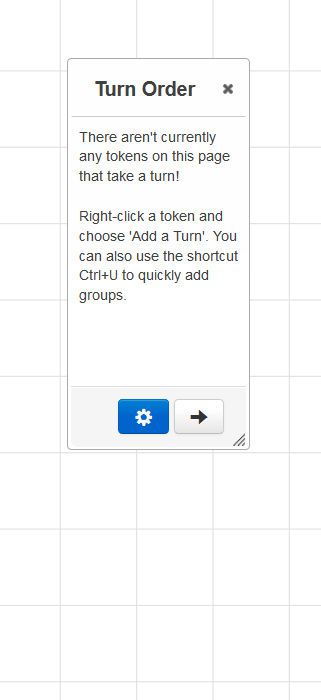 Turn Order
There aren't currently
any tokens on this page
that take a turn!
Right-click a token and
choose 'Add a Turn'. You
can also use the shortcut
Ctrl+U to quickly add
groups.